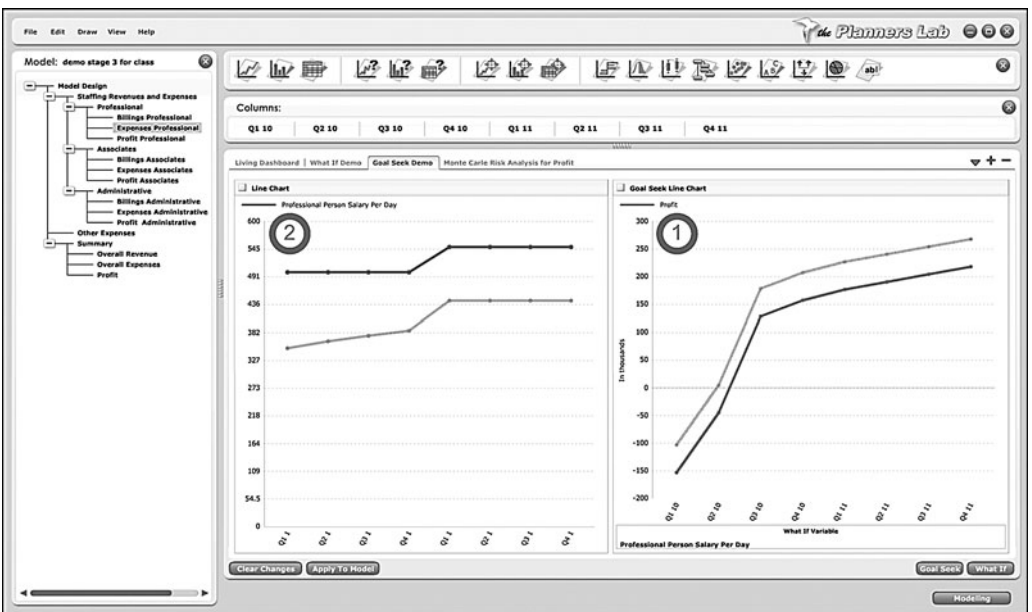 File Edit Draw View Help
the Planners Lab
Model: demo stage 3 for class
Model Design
Staffing Revenues and Expenses
Professional
Billings Professional
Expenses Professional
Profit Professional
Associates
Billings Associates
Expenses Associates
Profit Associates
Administrative
Billings Administrative
Expenses Administrative
Profit Administrative
Other Expenses
Summary
Overall Revenue
Overall Expenses
Profit
ab|
Columns:
Q1 10 Q2 10 Q3 10 Q4 10 Q1 11 Q2 11 Q3 11 Q4 11
Living Dashboard | What If Demo Goal Seek Demo Monte Carle Risk Analysis for Profit
Line Chart
Professional Person Salary Per Day
2
600
545
491
436
382
327
273
218
164
109
54.5
0
Q1 1 Q2 1 Q3 1 Q4 1 Q1 1 Q2 1 Q3 1 Q4 1
Goal Seek Line Chart
Profit
1
In thousands
300
250
200
150
100
50
0
-50
-100
-150
-200
Q1 10 Q2 10 Q3 10 Q4 10 Q1 11 Q2 11 Q3 11 Q4 11
What If Variable
Professional Person Salary Per Day
Clear Changes Apply To Model
Goal Seek What If
Modeling